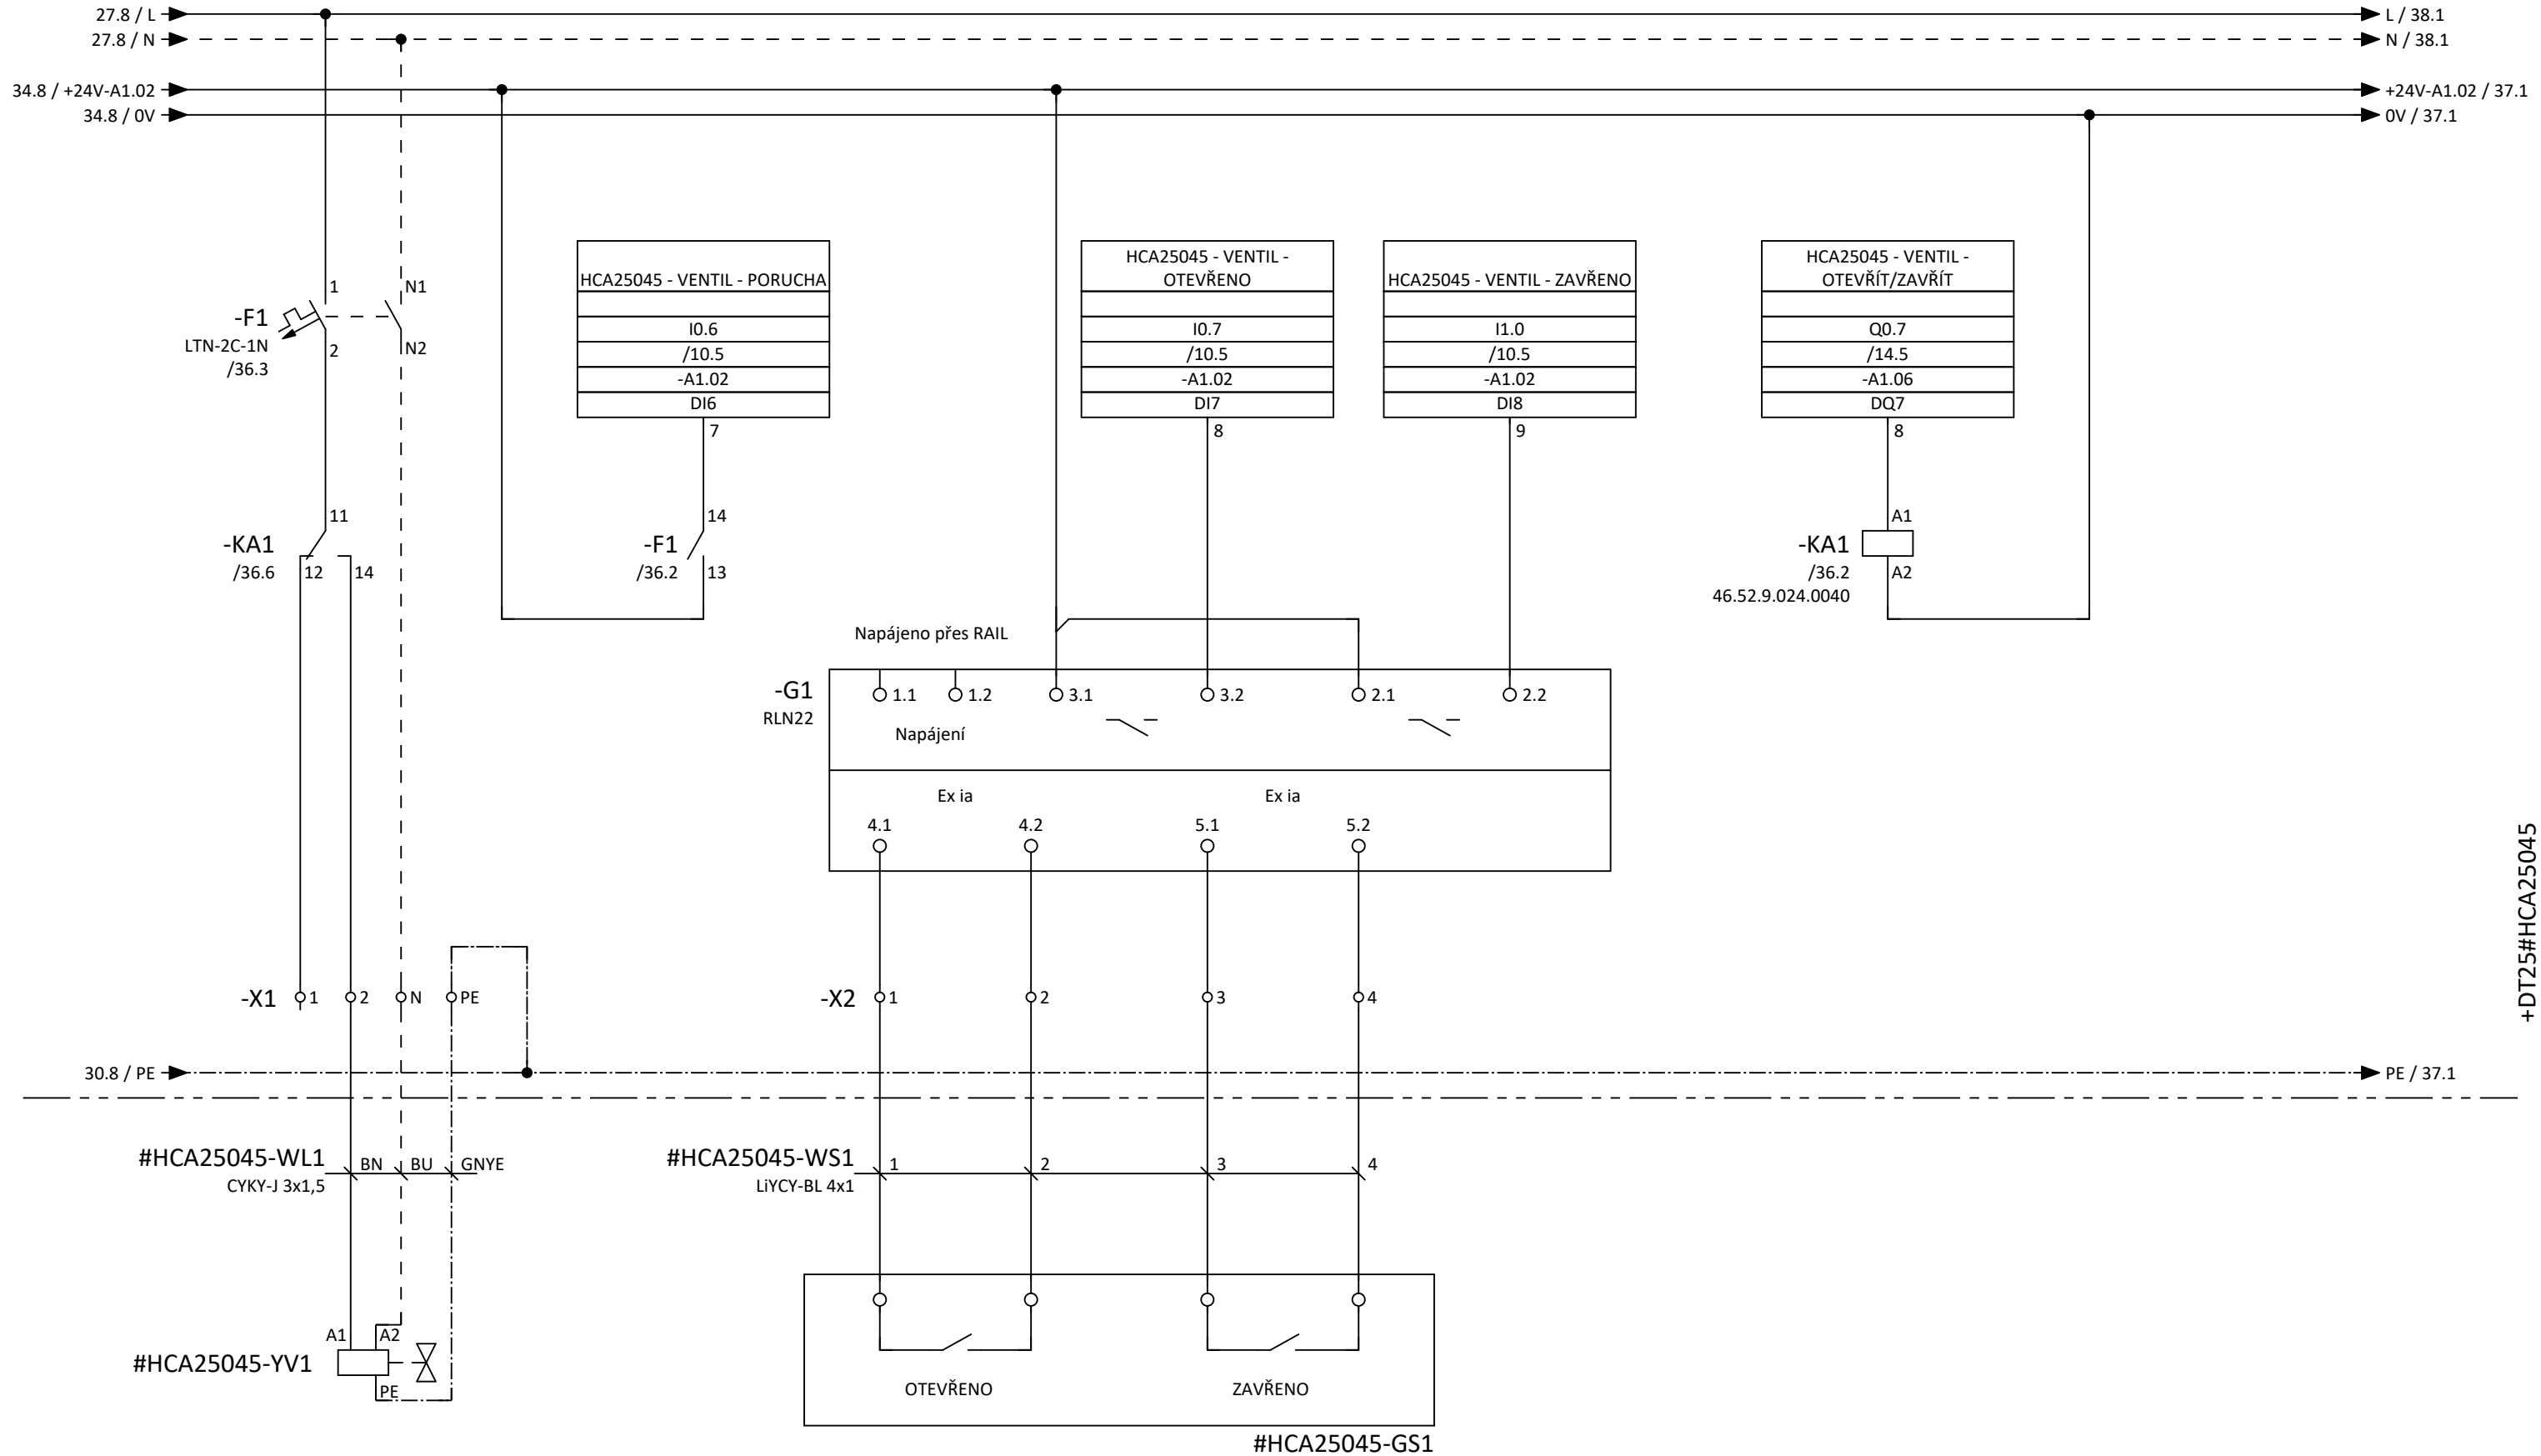 27.8 / L
L / 38.1
27.8 / N
N / 38.1
34.8 / +24V-A1.02
+24V-A1.02 / 37.1
34.8 / 0V
0V / 37.1
HCA25045 - VENTIL - PORUCHA
I0.6
/10.5
-A1.02
DI6
7
HCA25045 - VENTIL -
OTEVŘENO
I0.7
/10.5
-A1.02
DI7
8
HCA25045 - VENTIL - ZAVŘENO
I1.0
/10.5
-A1.02
DI8
9
HCA25045 - VENTIL -
OTEVŘÍT/ZAVŘÍT
Q0.7
/14.5
-A1.06
DQ7
8
1
N1
-F1
LTN-2C-1N
/36.3
2
N2
11
-KA1
/36.6
12
14
14
-F1
/36.2
13
A1
-KA1
/36.2
A2
46.52.9.024.0040
Napájeno přes RAIL
-G1
RLN22
1.1
1.2
3.1
3.2
2.1
2.2
Napájení
Ex ia
Ex ia
4.1
4.2
5.1
5.2
+DT25#HCA25045
-X1
1
2
N
PE
-X2
1
2
3
4
30.8 / PE
PE / 37.1
#HCA25045-WL1
CYKY-J 3x1,5
BN
BU
GNYE
#HCA25045-WS1
LiYCY-BL 4x1
1
2
3
4
A1
A2
#HCA25045-YV1
PE
OTEVŘENO
ZAVŘENO
#HCA25045-GS1